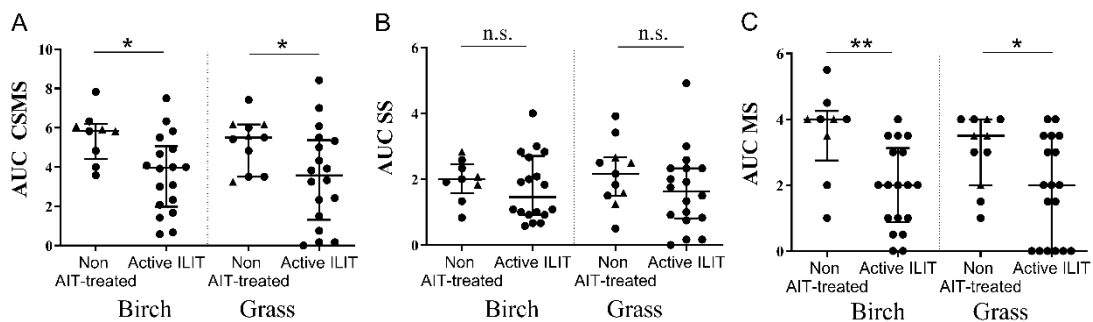 A
AUC CSMS
10
8
6
4
2
0
*
*
Non
AIT-treated
Active ILIT
Non
AIT-treated
Active ILIT
Birch
Grass
B
AUC SS
6
4
2
0
n.s.
n.s.
Non
AIT-treated
Active ILIT
Non
AIT-treated
Active ILIT
Birch
Grass
C
AUC MS
6
4
2
0
**
*
Non
AIT-treated
Active ILIT
Non
AIT-treated
Active ILIT
Birch
Grass